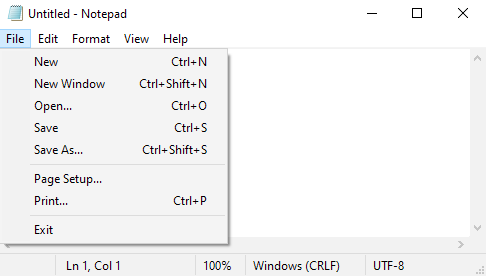 Untitled - Notepad
File Edit Format View Help
New Ctrl+N
New Window Ctrl+Shift+N
Open... Ctrl+O
Save Ctrl+S
Save As... Ctrl+Shift+S
Page Setup...
Print... Ctrl+P
Exit
Ln 1, Col 1 100% Windows (CRLF) UTF-8